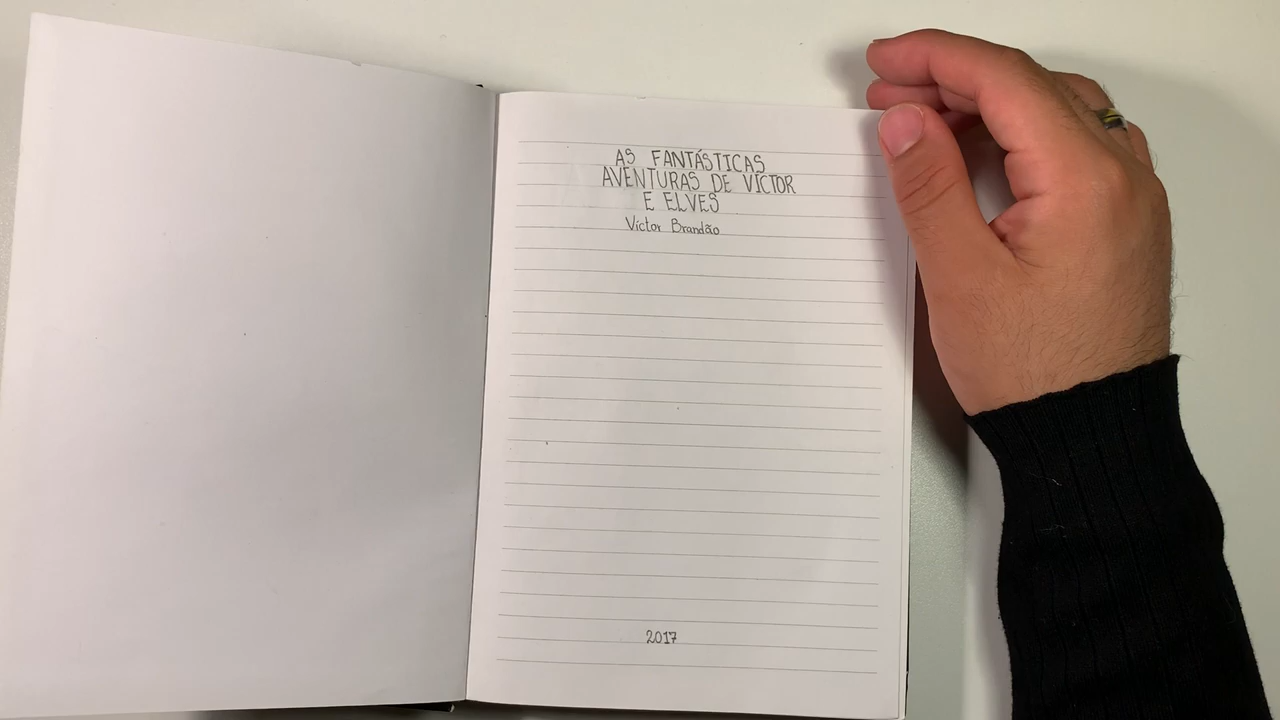 AS FANTÁSTICAS
AVENTURAS DE VÍCTOR
E ELVES
Víctor Brandão
2017